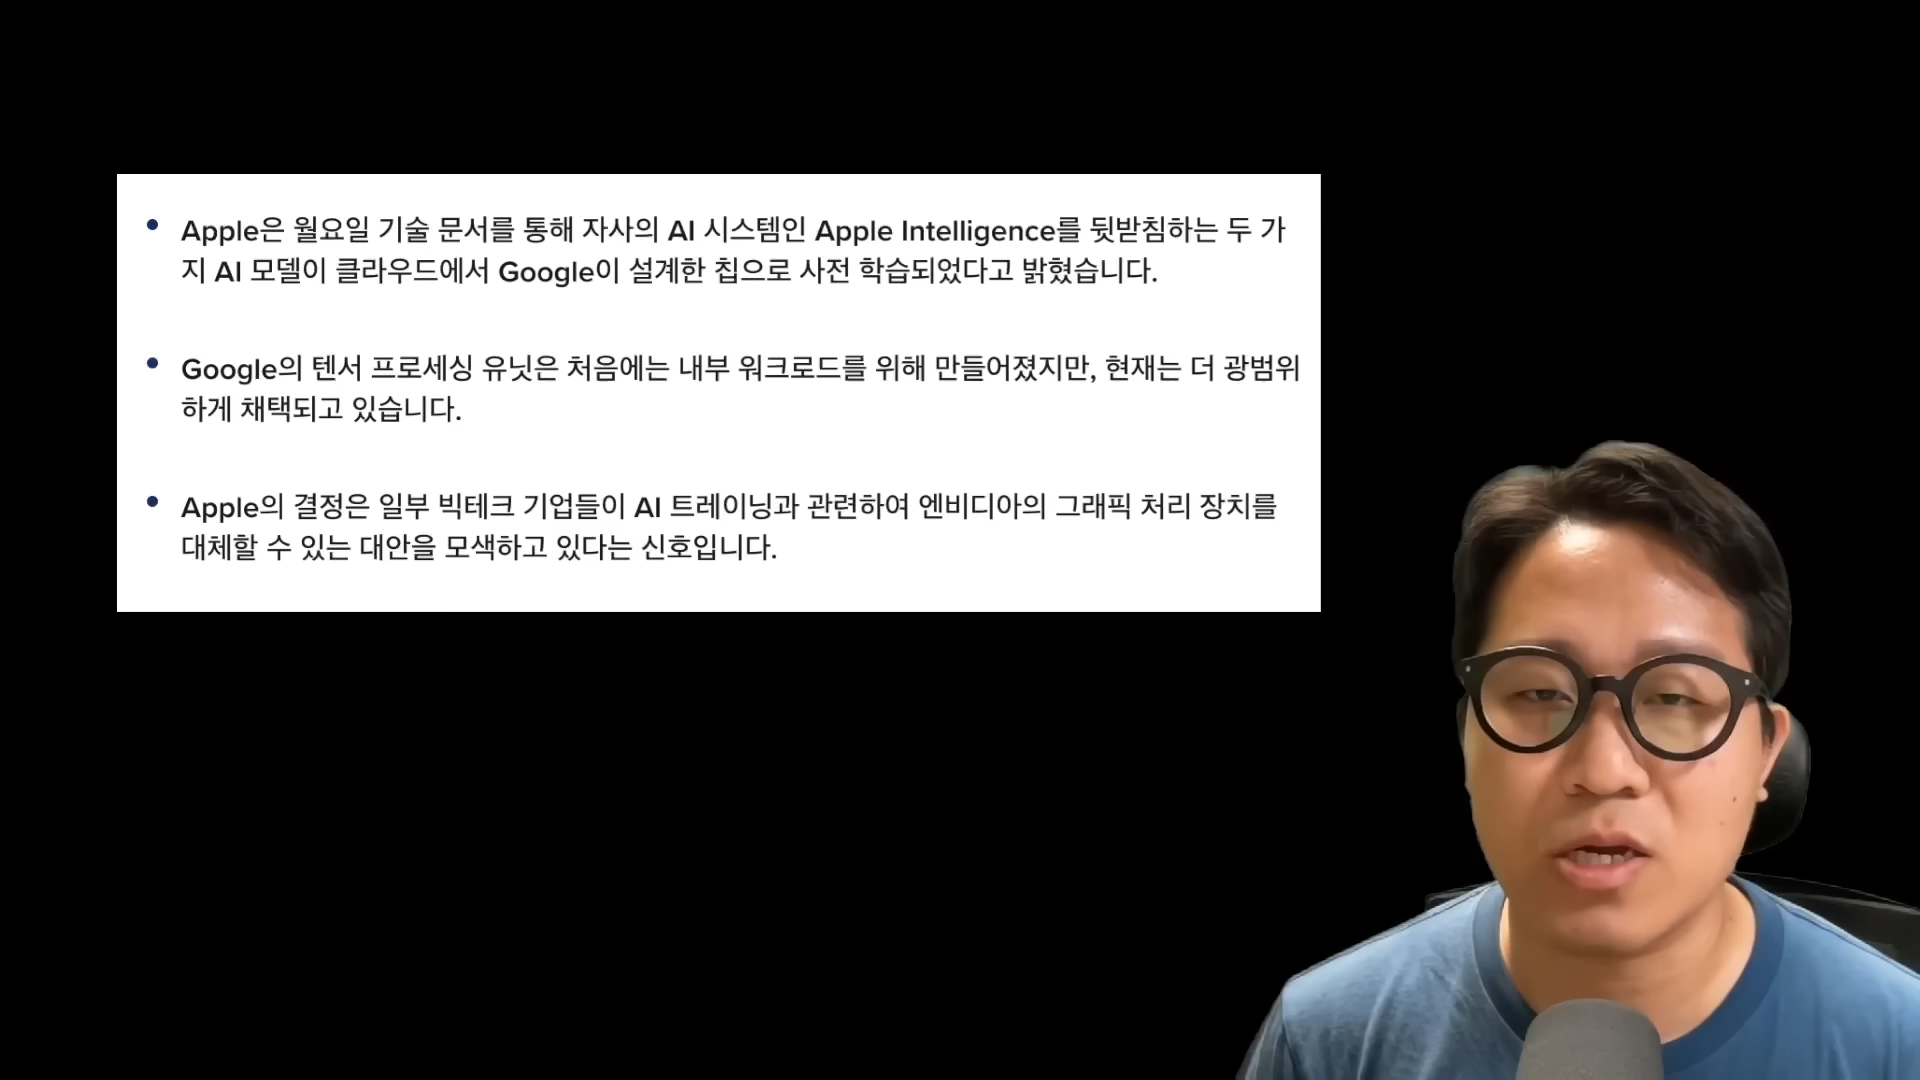 Apple은 월요일 기술 문서를 통해 자사의 AI 시스템인 Apple Intelligence를 뒷받침하는 두 가
지 AI 모델이 클라우드에서 Google이 설계한 칩으로 사전 학습되었다고 밝혔습니다.
Google의 텐서 프로세싱 유닛은 처음에는 내부 워크로드를 위해 만들어졌지만, 현재는 더 광범위
하게 채택되고 있습니다.
Apple의 결정은 일부 빅테크 기업들이 AI 트레이닝과 관련하여 엔비디아의 그래픽 처리 장치를
대체할 수 있는 대안을 모색하고 있다는 신호입니다.